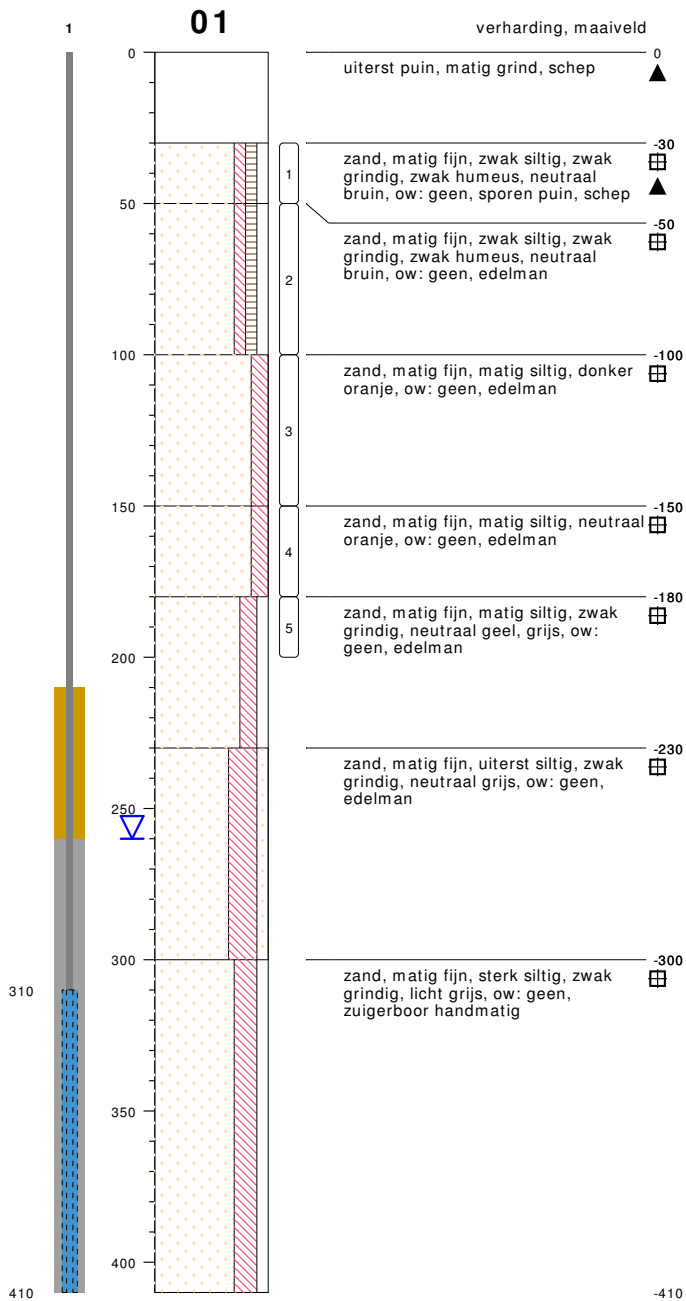 1
01
verharding, maaiveld
0
0
uiterst puin, matig grind, schep
-30
zand, matig fijn, zwak siltig, zwak
grindig, zwak humeus, neutraal
bruin, ow: geen, sporen puin, schep
1
50
-50
zand, matig fijn, zwak siltig, zwak
grindig, zwak humeus, neutraal
bruin, ow: geen, edelman
2
100
-100
zand, matig fijn, matig siltig, donker
oranje, ow: geen, edelman
3
150
-150
zand, matig fijn, matig siltig, neutraal
oranje, ow: geen, edelman
4
-180
zand, matig fijn, matig siltig, zwak
grindig, neutraal geel, grijs, ow:
geen, edelman
5
200
-230
zand, matig fijn, uiterst siltig, zwak
grindig, neutraal grijs, ow: geen,
edelman
250
300
-300
zand, matig fijn, sterk siltig, zwak
grindig, licht grijs, ow: geen,
zuigerboor handmatig
310
350
400
410
-410